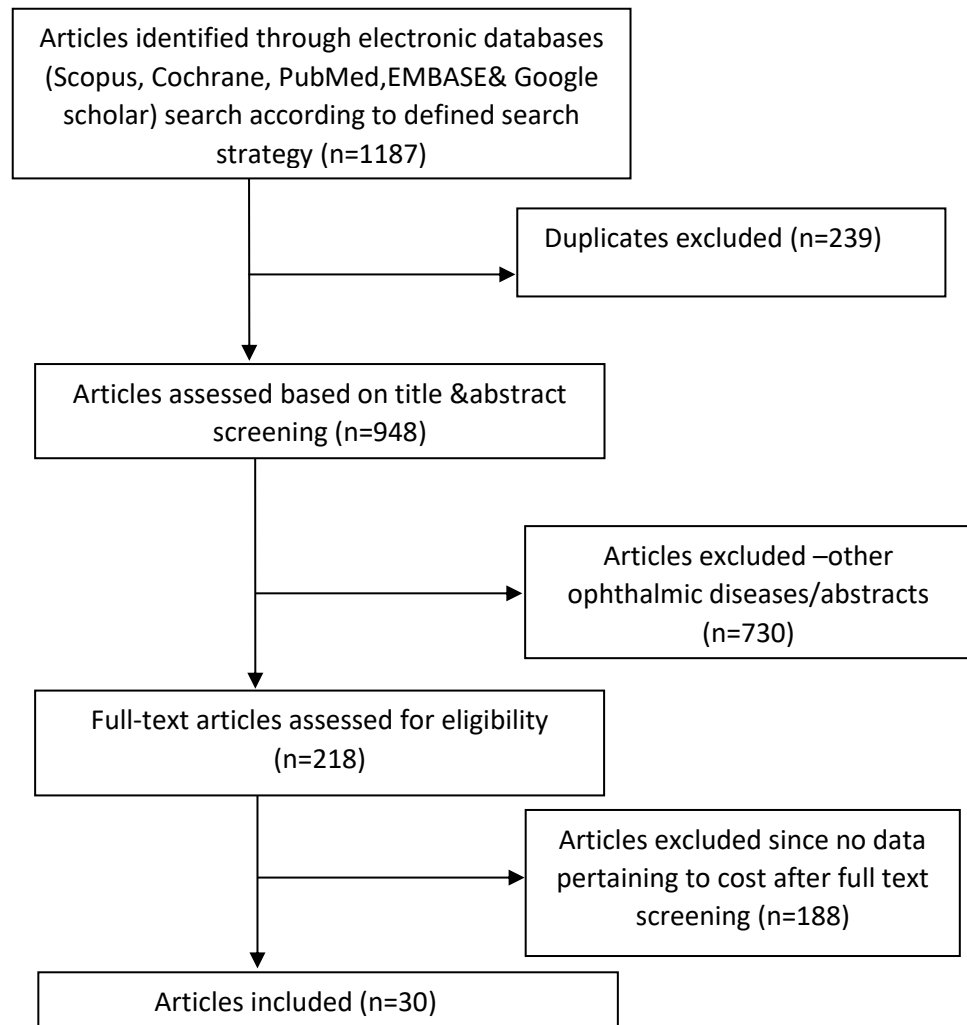 Articles identified through electronic databases
(Scopus, Cochrane, PubMed,EMBASE& Google
scholar) search according to defined search
strategy (n=1187)
Duplicates excluded (n=239)
Articles assessed based on title &abstract
screening (n=948)
Articles excluded –other
ophthalmic diseases/abstracts
(n=730)
Full-text articles assessed for eligibility
(n=218)
Articles excluded since no data
pertaining to cost after full text
screening (n=188)
Articles included (n=30)